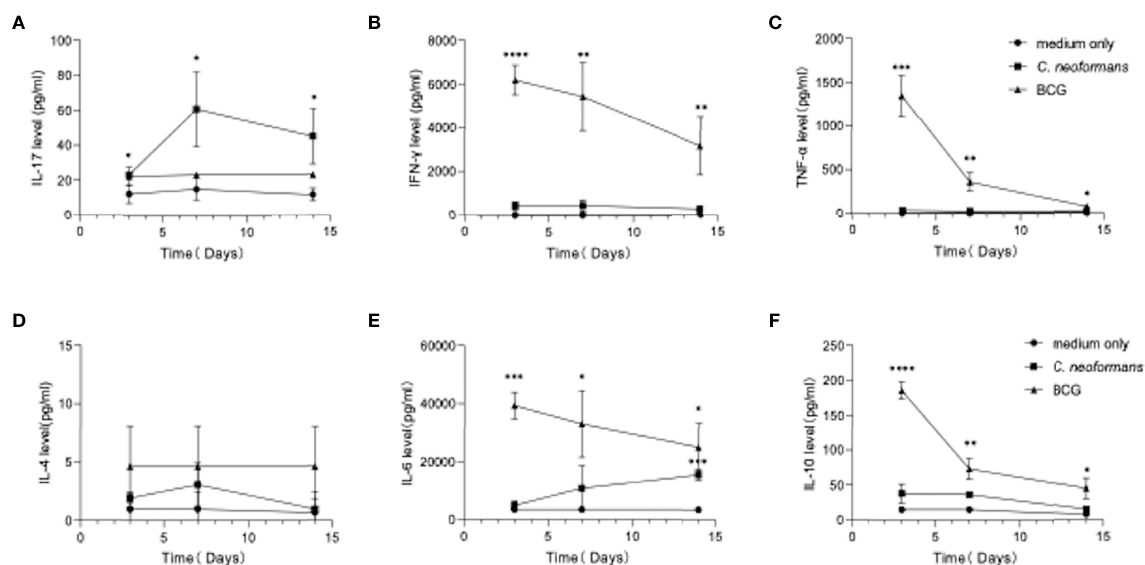 A
IL-17 level (pg/ml)
100
80
60
40
20
0
*
*
*
0 5 10 15
Time( Days)
B
IFN-γ level (pg/ml)
8000
6000
4000
2000
0
****
**
**
0 5 10 15
Time( Days)
C
TNF-α level (pg/ml)
2000
1500
1000
500
0
***
**
*
0 5 10 15
Time( Days)
medium only
C. neoformans
BCG
D
IL-4 level(pg/ml)
15
10
5
0
0 5 10 15
Time( Days)
E
IL-6 level(pg/ml)
60000
40000
20000
0
***
*
*
***
0 5 10 15
Time( Days)
F
IL-10 level (pg/ml)
250
200
150
100
50
0
****
**
*
0 5 10 15
Time( Days)
medium only
C. neoformans
BCG